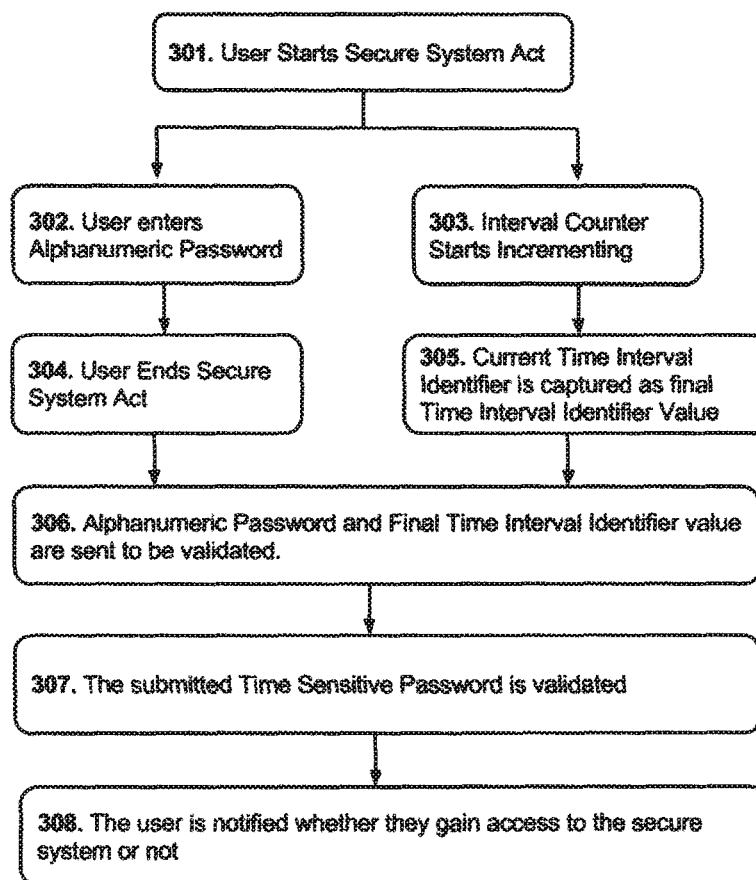 301. User Starts Secure System Act
302. User enters
Alphanumeric Password
303. Interval Counter
Starts Incrementing
304. User Ends Secure
System Act
305. Current Time Interval
Identifier is captured as final
Time Interval Identifier Value
306. Alphanumeric Password and Final Time Interval Identifier value
are sent to be validated.
307. The submitted Time Sensitive Password is validated
308. The user is notified whether they gain access to the secure
system or not